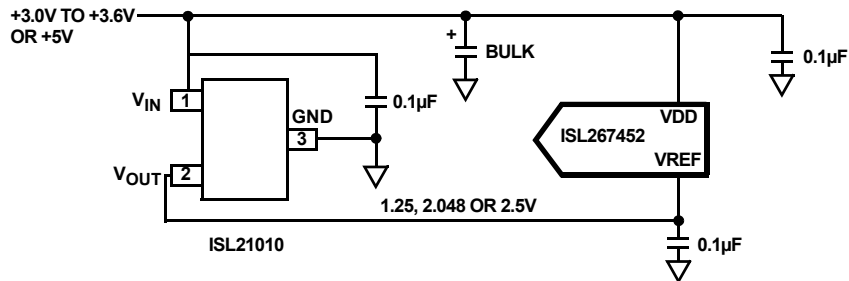 +3.0V TO +3.6V
OR +5V
+
BULK
0.1µF
VIN
1
0.1µF
GND
3
ISL267452
VDD
VREF
VOUT
2
1.25, 2.048 OR 2.5V
ISL21010
0.1µF